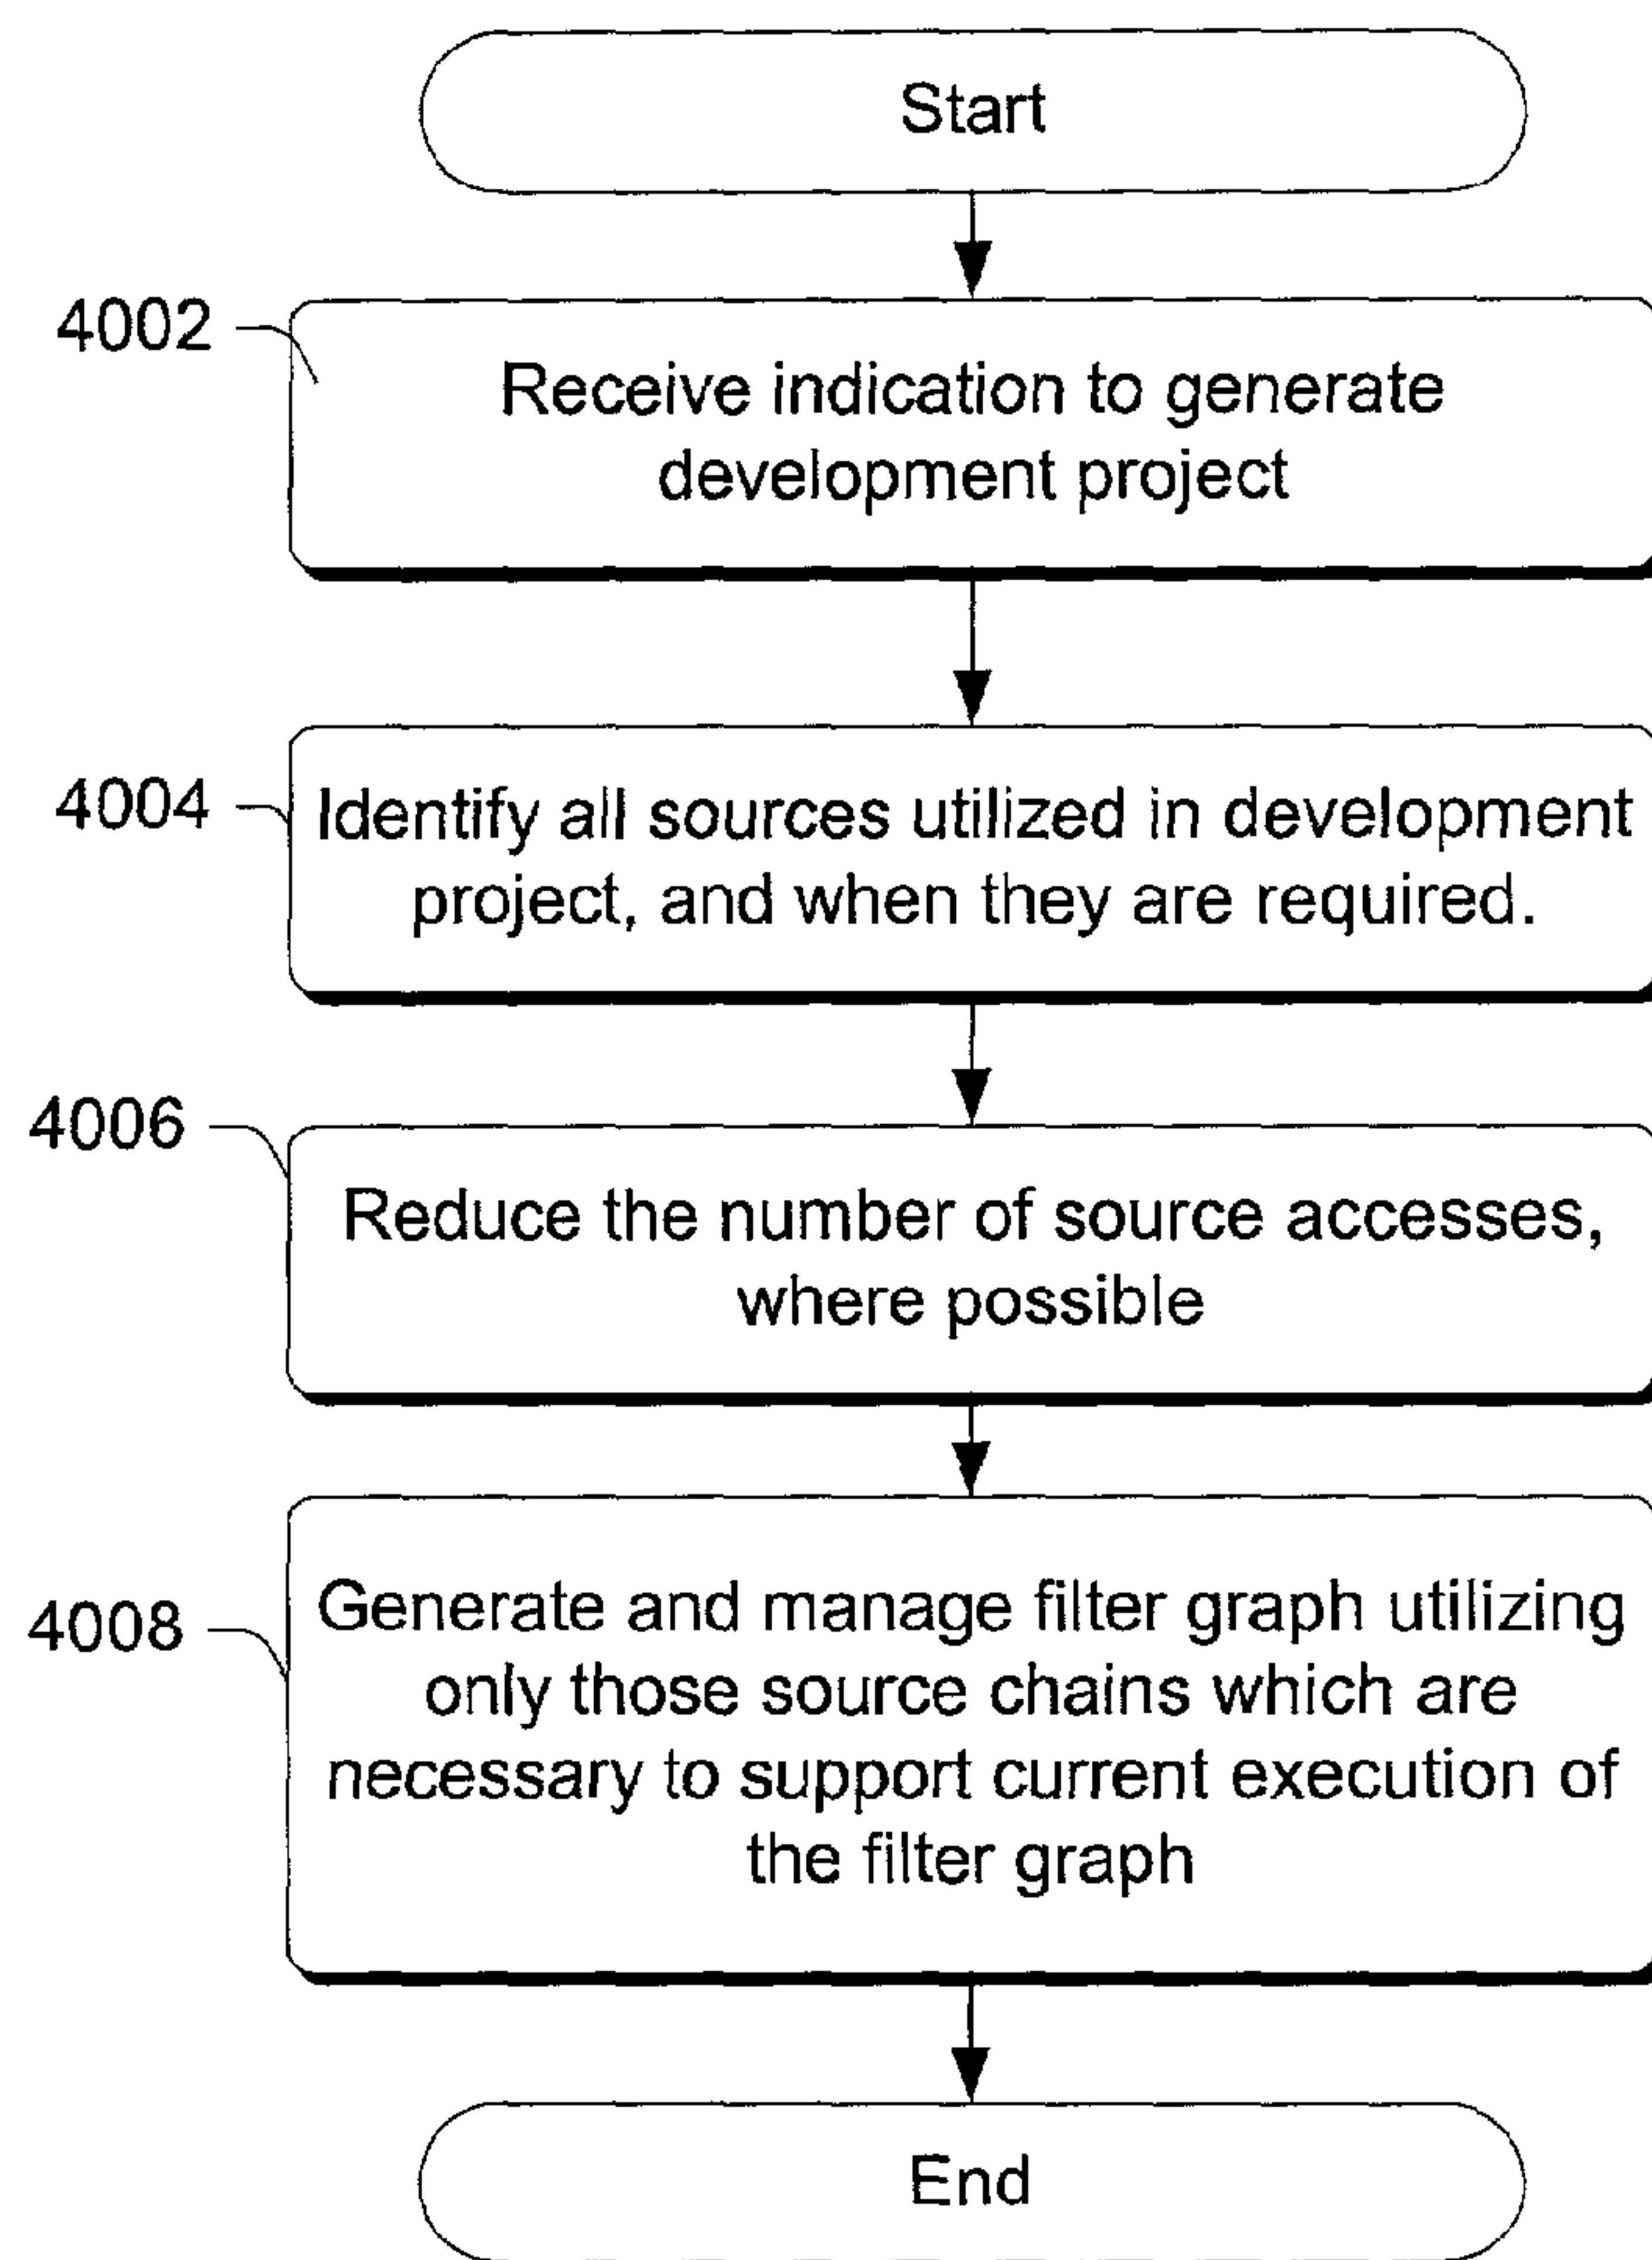 Start
4002
Receive indication to generate
development project
4004
Identify all sources utilized in development
project, and when they are required.
4006
Reduce the number of source accesses,
where possible
4008
Generate and manage filter graph utilizing
only those source chains which are
necessary to support current execution of
the filter graph
End